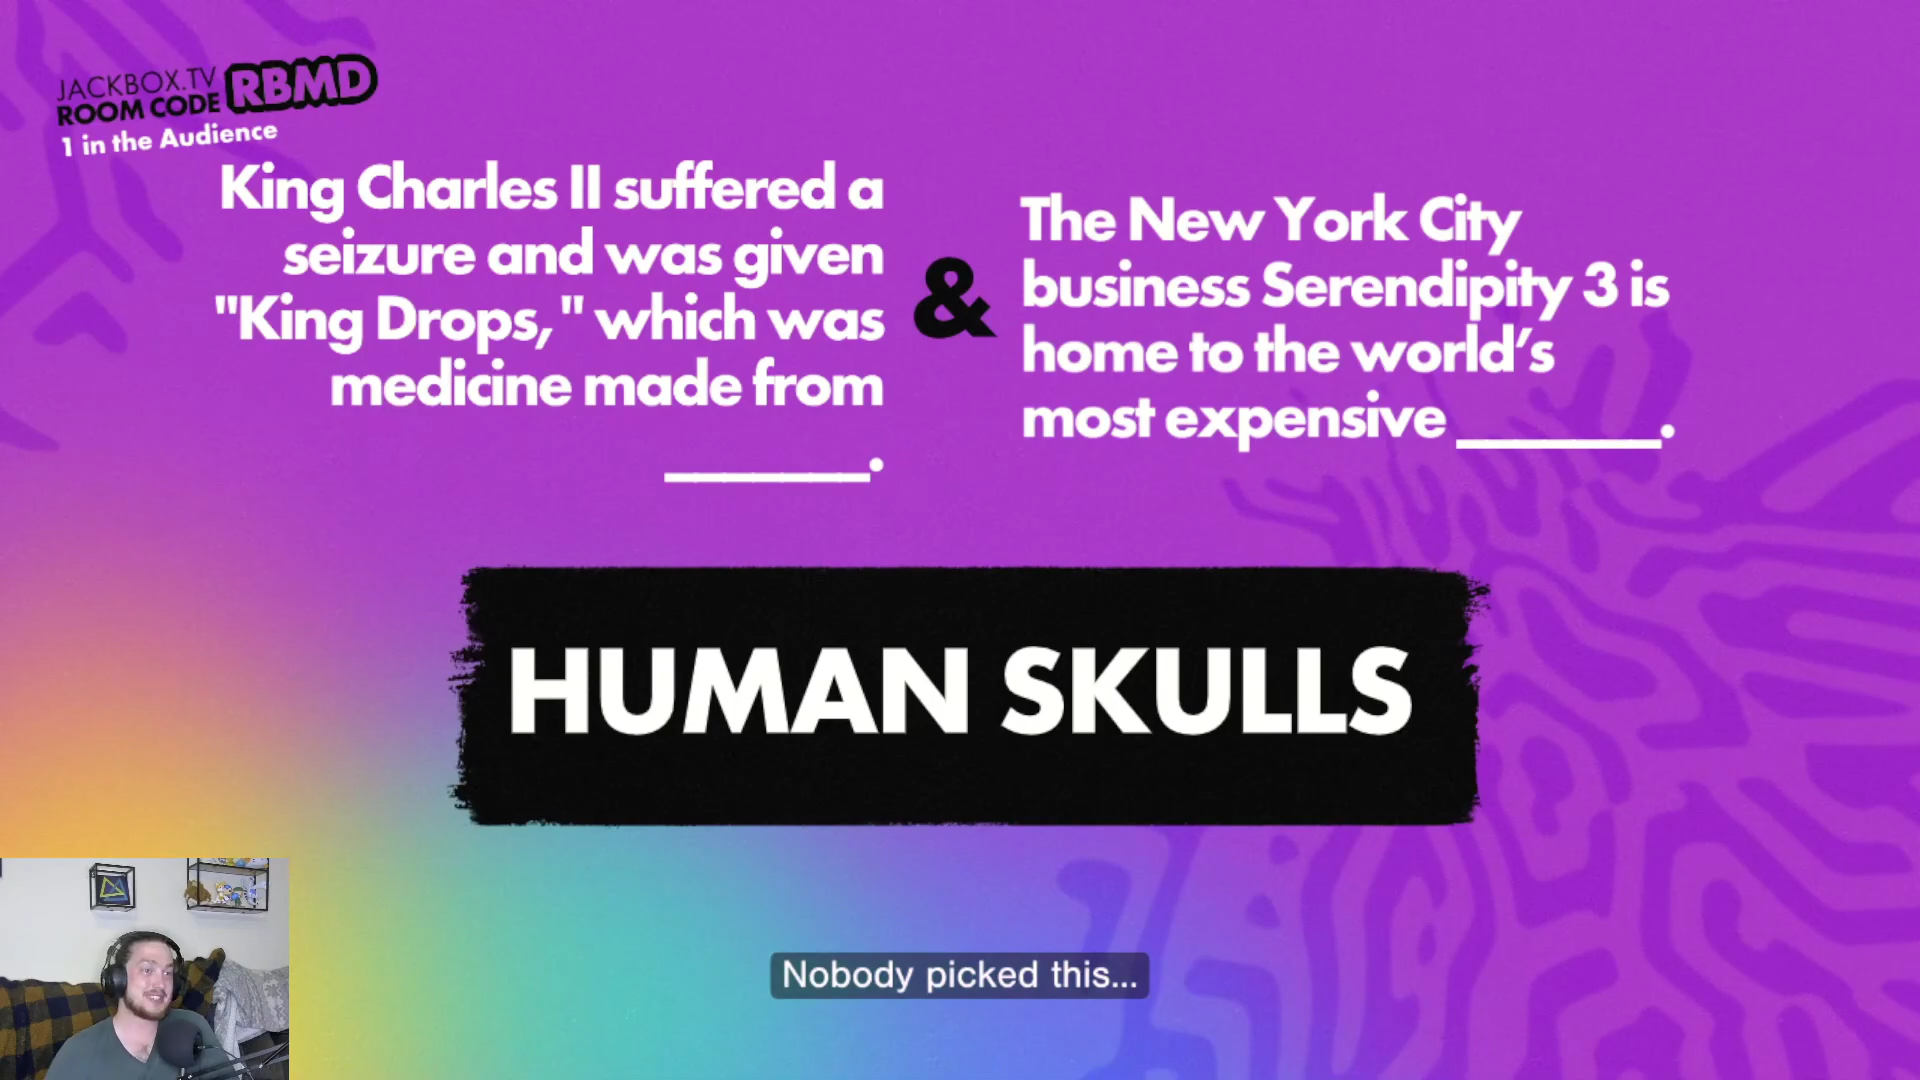 JACKBOX.TV
ROOM CODE RBMD
1 in the Audience
King Charles II suffered a
seizure and was given
"King Drops," which was
medicine made from
________.
&
The New York City
business Serendipity 3 is
home to the world’s
most expensive ________.
HUMAN SKULLS
Nobody picked this...